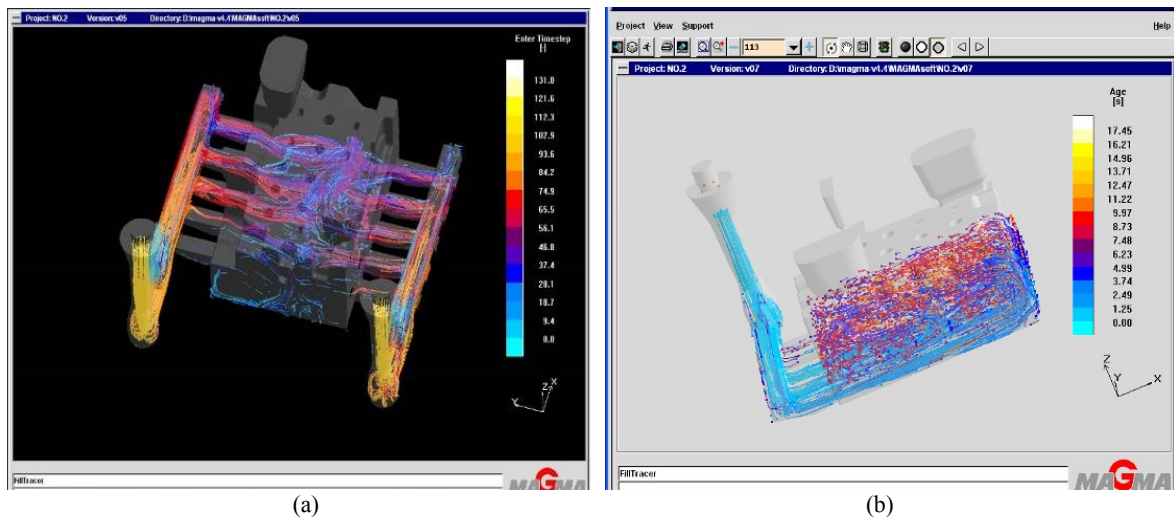 Project: NO.2 Version: v05 Directory: D:\magma-v4.4\MAGMAsoft\NO.2\v05
Enter Timestep
[-]
131.0
121.6
112.3
102.9
93.6
84.2
74.9
65.5
56.1
46.8
37.4
28.1
18.7
9.4
0.0
Z
X
Y
FillTracer
MAGMA
(a)
Project View Support Help
113
Project: NO.2 Version: v07 Directory: D:\magma-v4.4\MAGMAsoft\NO.2\v07
Age
[s]
17.45
16.21
14.96
13.71
12.47
11.22
9.97
8.73
7.48
6.23
4.99
3.74
2.49
1.25
0.00
Z
Y
X
FillTracer
MAGMA
(b)